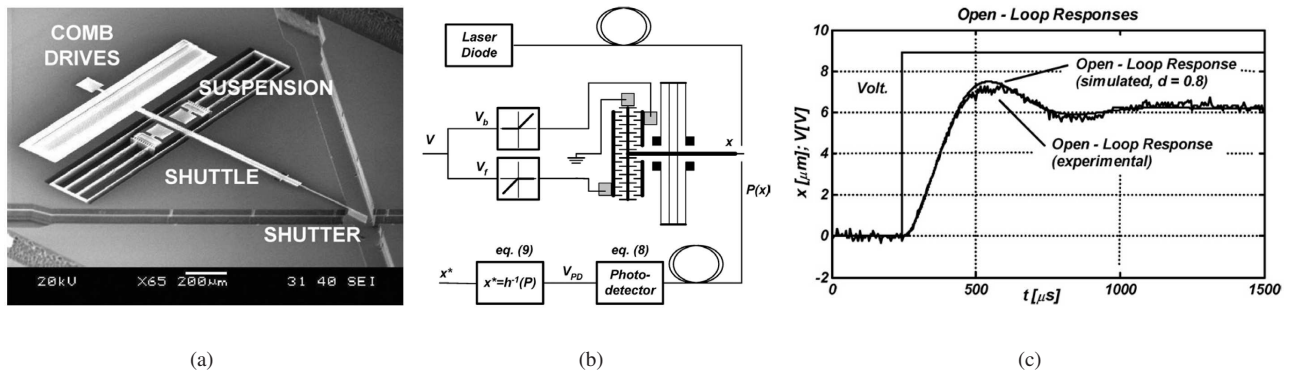 COMB
DRIVES
SUSPENSION
SHUTTLE
SHUTTER
20kV X65 200μm 31 40 SEI
(a)
Laser
Diode
V
V_b
V_f
x
P(x)
eq. (9)
eq. (8)
x*
x*=h⁻¹(P)
V_PD
Photo-
detector
(b)
Open - Loop Responses
10
8
6
4
2
0
-2
x [μm]; V[V]
Volt.
Open - Loop Response
(simulated, d = 0.8)
Open - Loop Response
(experimental)
0
500
1000
1500
t [μs]
(c)